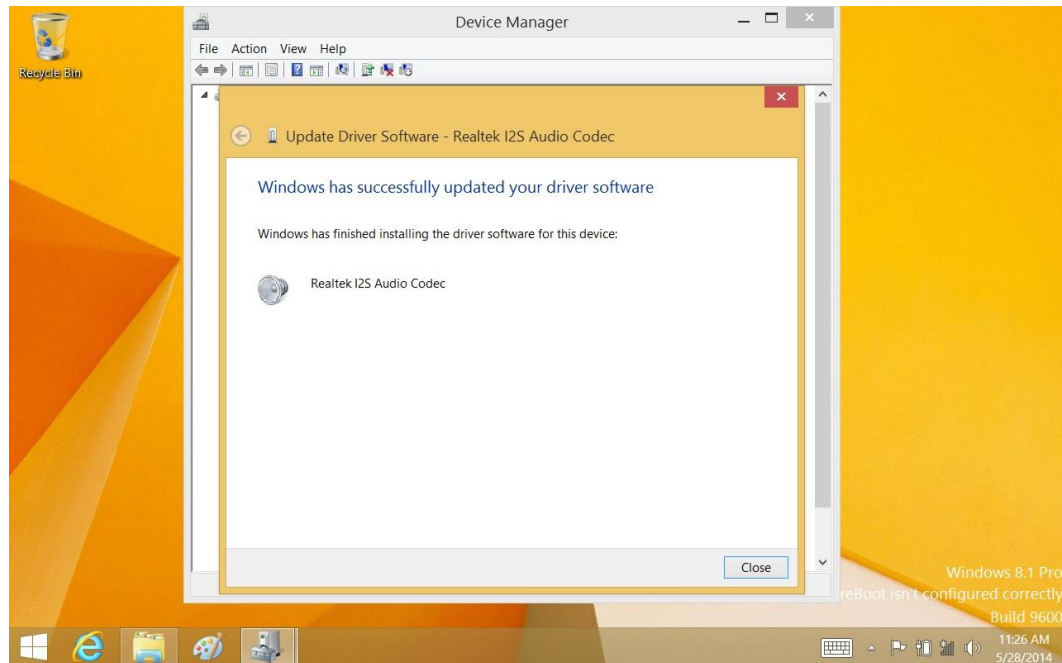 Recycle Bin
Device Manager
File Action View Help
Update Driver Software - Realtek I2S Audio Codec
Windows has successfully updated your driver software
Windows has finished installing the driver software for this device:
Realtek I2S Audio Codec
Close
Windows 8.1 Pro
reBoot isn't configured correctly
Build 9600
11:26 AM
5/28/2014